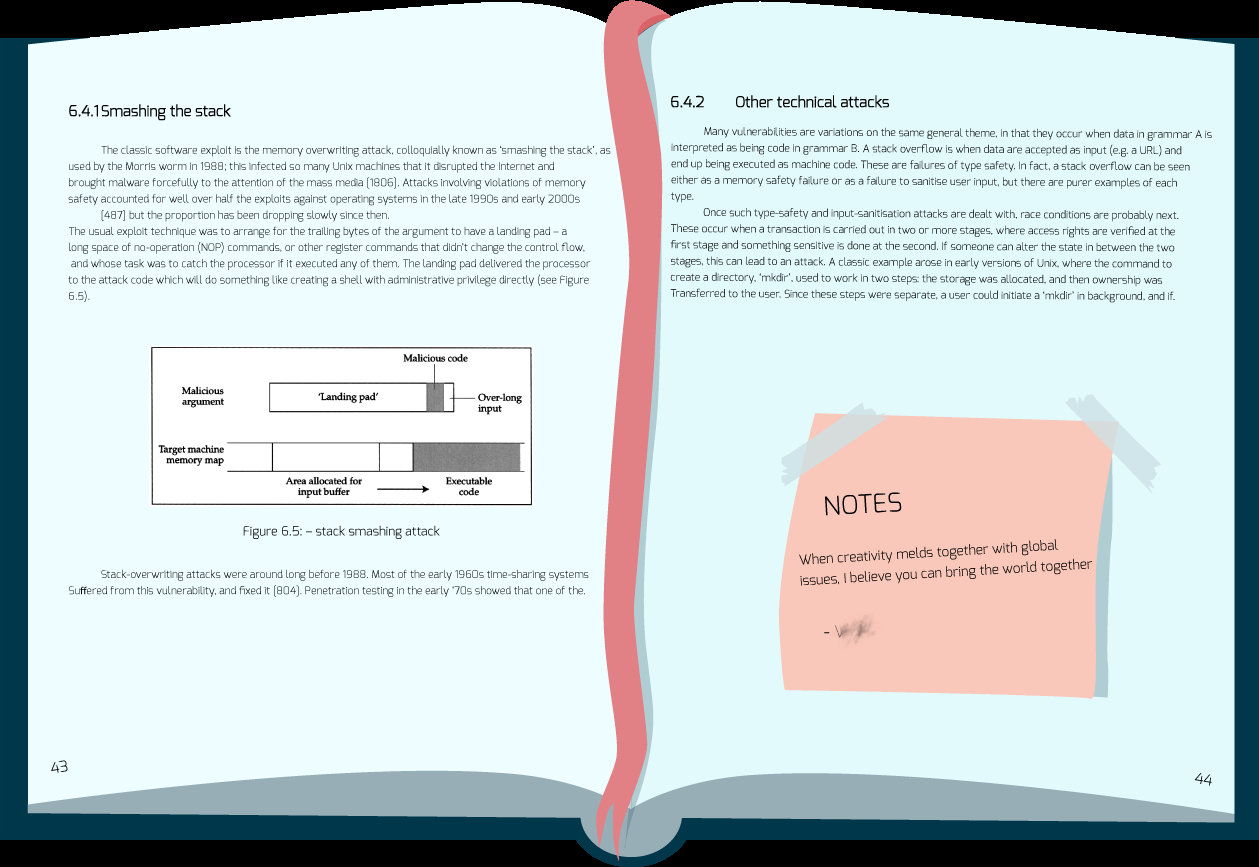 6.4.1 Smashing the stack
The classic software exploit is the memory overwriting attack, colloquially known as 'smashing the stack', as
used by the Morris worm in 1988; this infected so many Unix machines that it disrupted the Internet and
brought malware forcefully to the attention of the mass media [1806]. Attacks involving violations of memory
safety accounted for well over half the exploits against operating systems in the late 1990s and early 2000s
[487] but the proportion has been dropping slowly since then.
The usual exploit technique was to arrange for the trailing bytes of the argument to have a landing pad – a
long space of no-operation (NOP) commands, or other register commands that didn't change the control flow,
and whose task was to catch the processor if it executed any of them. The landing pad delivered the processor
to the attack code which will do something like creating a shell with administrative privilege directly (see Figure
6.5).
Malicious code
Malicious
argument
'Landing pad'
Over-long
input
Target machine
memory map
Area allocated for
input buffer
Executable
code
Figure 6.5: – stack smashing attack
Stack-overwriting attacks were around long before 1988. Most of the early 1960s time-sharing systems
Suffered from this vulnerability, and fixed it [804]. Penetration testing in the early '70s showed that one of the.
43
6.4.2 Other technical attacks
Many vulnerabilities are variations on the same general theme, in that they occur when data in grammar A is
interpreted as being code in grammar B. A stack overflow is when data are accepted as input (e.g. a URL) and
end up being executed as machine code. These are failures of type safety. In fact, a stack overflow can be seen
either as a memory safety failure or as a failure to sanitise user input, but there are purer examples of each
type.
Once such type-safety and input-sanitisation attacks are dealt with, race conditions are probably next.
These occur when a transaction is carried out in two or more stages, where access rights are verified at the
first stage and something sensitive is done at the second. If someone can alter the state in between the two
stages, this can lead to an attack. A classic example arose in early versions of Unix, where the command to
create a directory, 'mkdir', used to work in two steps: the storage was allocated, and then ownership was
Transferred to the user. Since these steps were separate, a user could initiate a 'mkdir' in background, and if.
NOTES
When creativity melds together with global
issues, I believe you can bring the world together
44